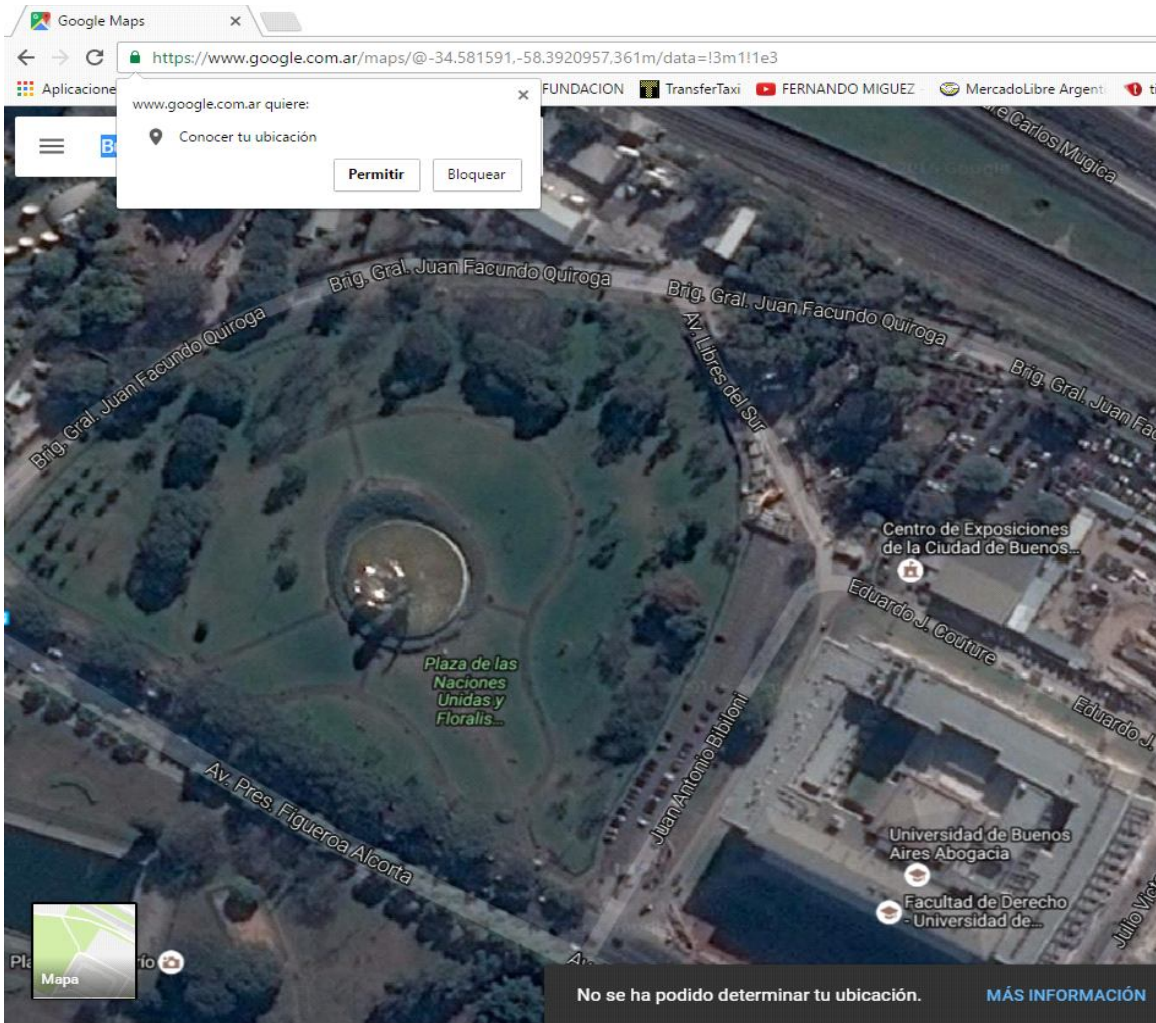 Google Maps
https://www.google.com.ar/maps/@-34.581591,-58.3920957,361m/data=!3m1!1e3
Aplicacione
FUNDACION
TransferTaxi
FERNANDO MIGUEZ -
MercadoLibre Argent
www.google.com.ar quiere:
Conocer tu ubicación
Permitir
Bloquear
Carlos Mugica
Brig. Gral. Juan Facundo Quiroga
Brig. Gral. Juan Facundo Quiroga
Brig. Gral. Juan Facundo Quiroga
Brig. Gral. Juan Fac
Av. Libres del Sur
Centro de Exposiciones
de la Ciudad de Buenos...
Eduardo J. Couture
Eduardo J.
Plaza de las
Naciones
Unidas y
Floralis...
Juan Antonio Bibiloni
Av. Pres. Figueroa Alcorta
Universidad de Buenos
Aires Abogacia
Facultad de Derecho
- Universidad de...
Julio Vict
Av
Mapa
No se ha podido determinar tu ubicación.
MÁS INFORMACIÓN